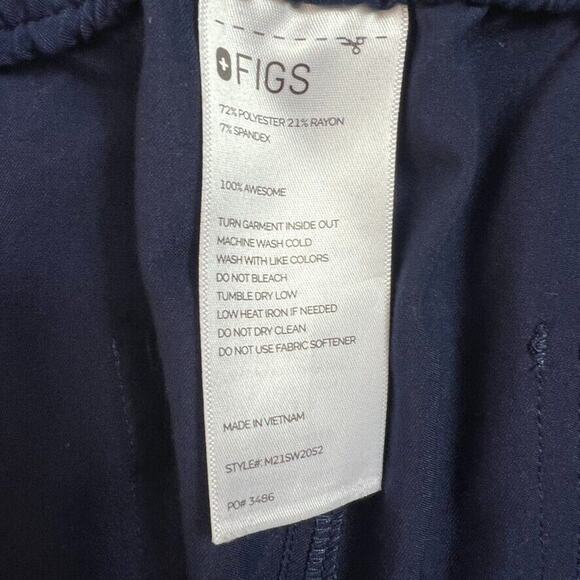 FIGS
72% POLYESTER 21% RAYON
7% SPANDEX
100% AWESOME
TURN GARMENT INSIDE OUT
MACHINE WASH COLD
WASH WITH LIKE COLORS
DO NOT BLEACH
TUMBLE DRY LOW
LOW HEAT IRON IF NEEDED
DO NOT DRY CLEAN
DO NOT USE FABRIC SOFTENER
MADE IN VIETNAM
STYLE#: M21SW2052
PO# 3486